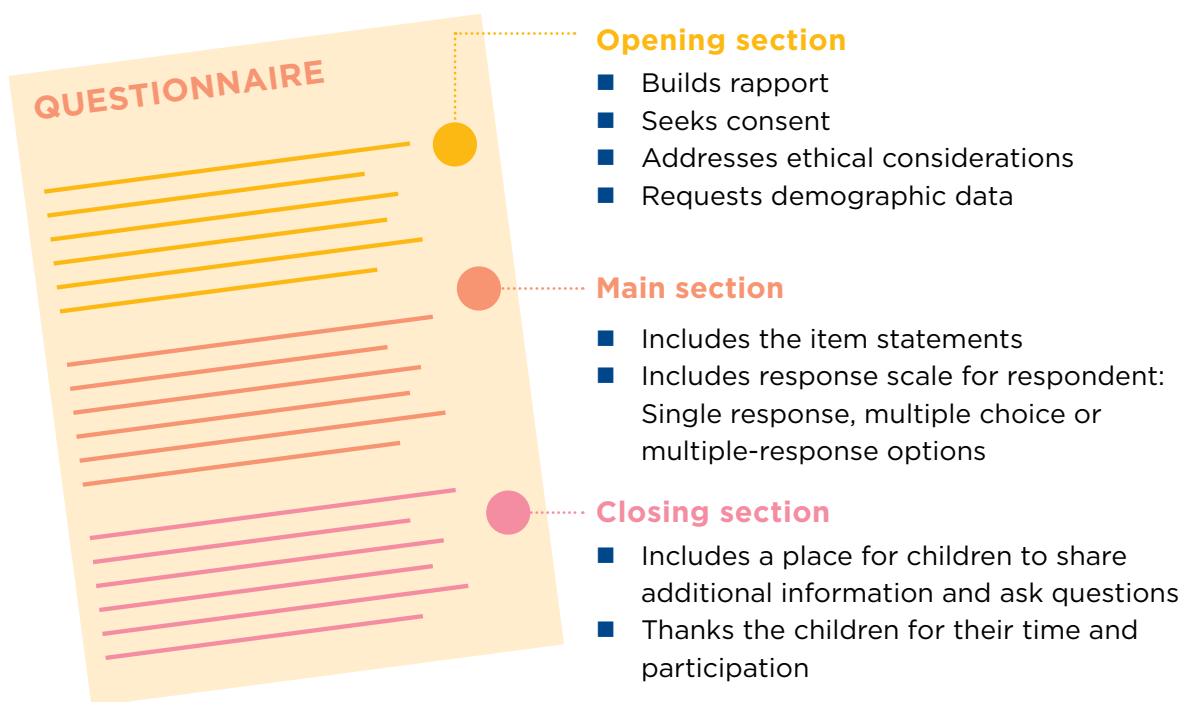 QUESTIONNAIRE
Opening section
■ Builds rapport
■ Seeks consent
■ Addresses ethical considerations
■ Requests demographic data
Main section
■ Includes the item statements
■ Includes response scale for respondent:
Single response, multiple choice or
multiple-response options
Closing section
■ Includes a place for children to share
additional information and ask questions
■ Thanks the children for their time and
participation